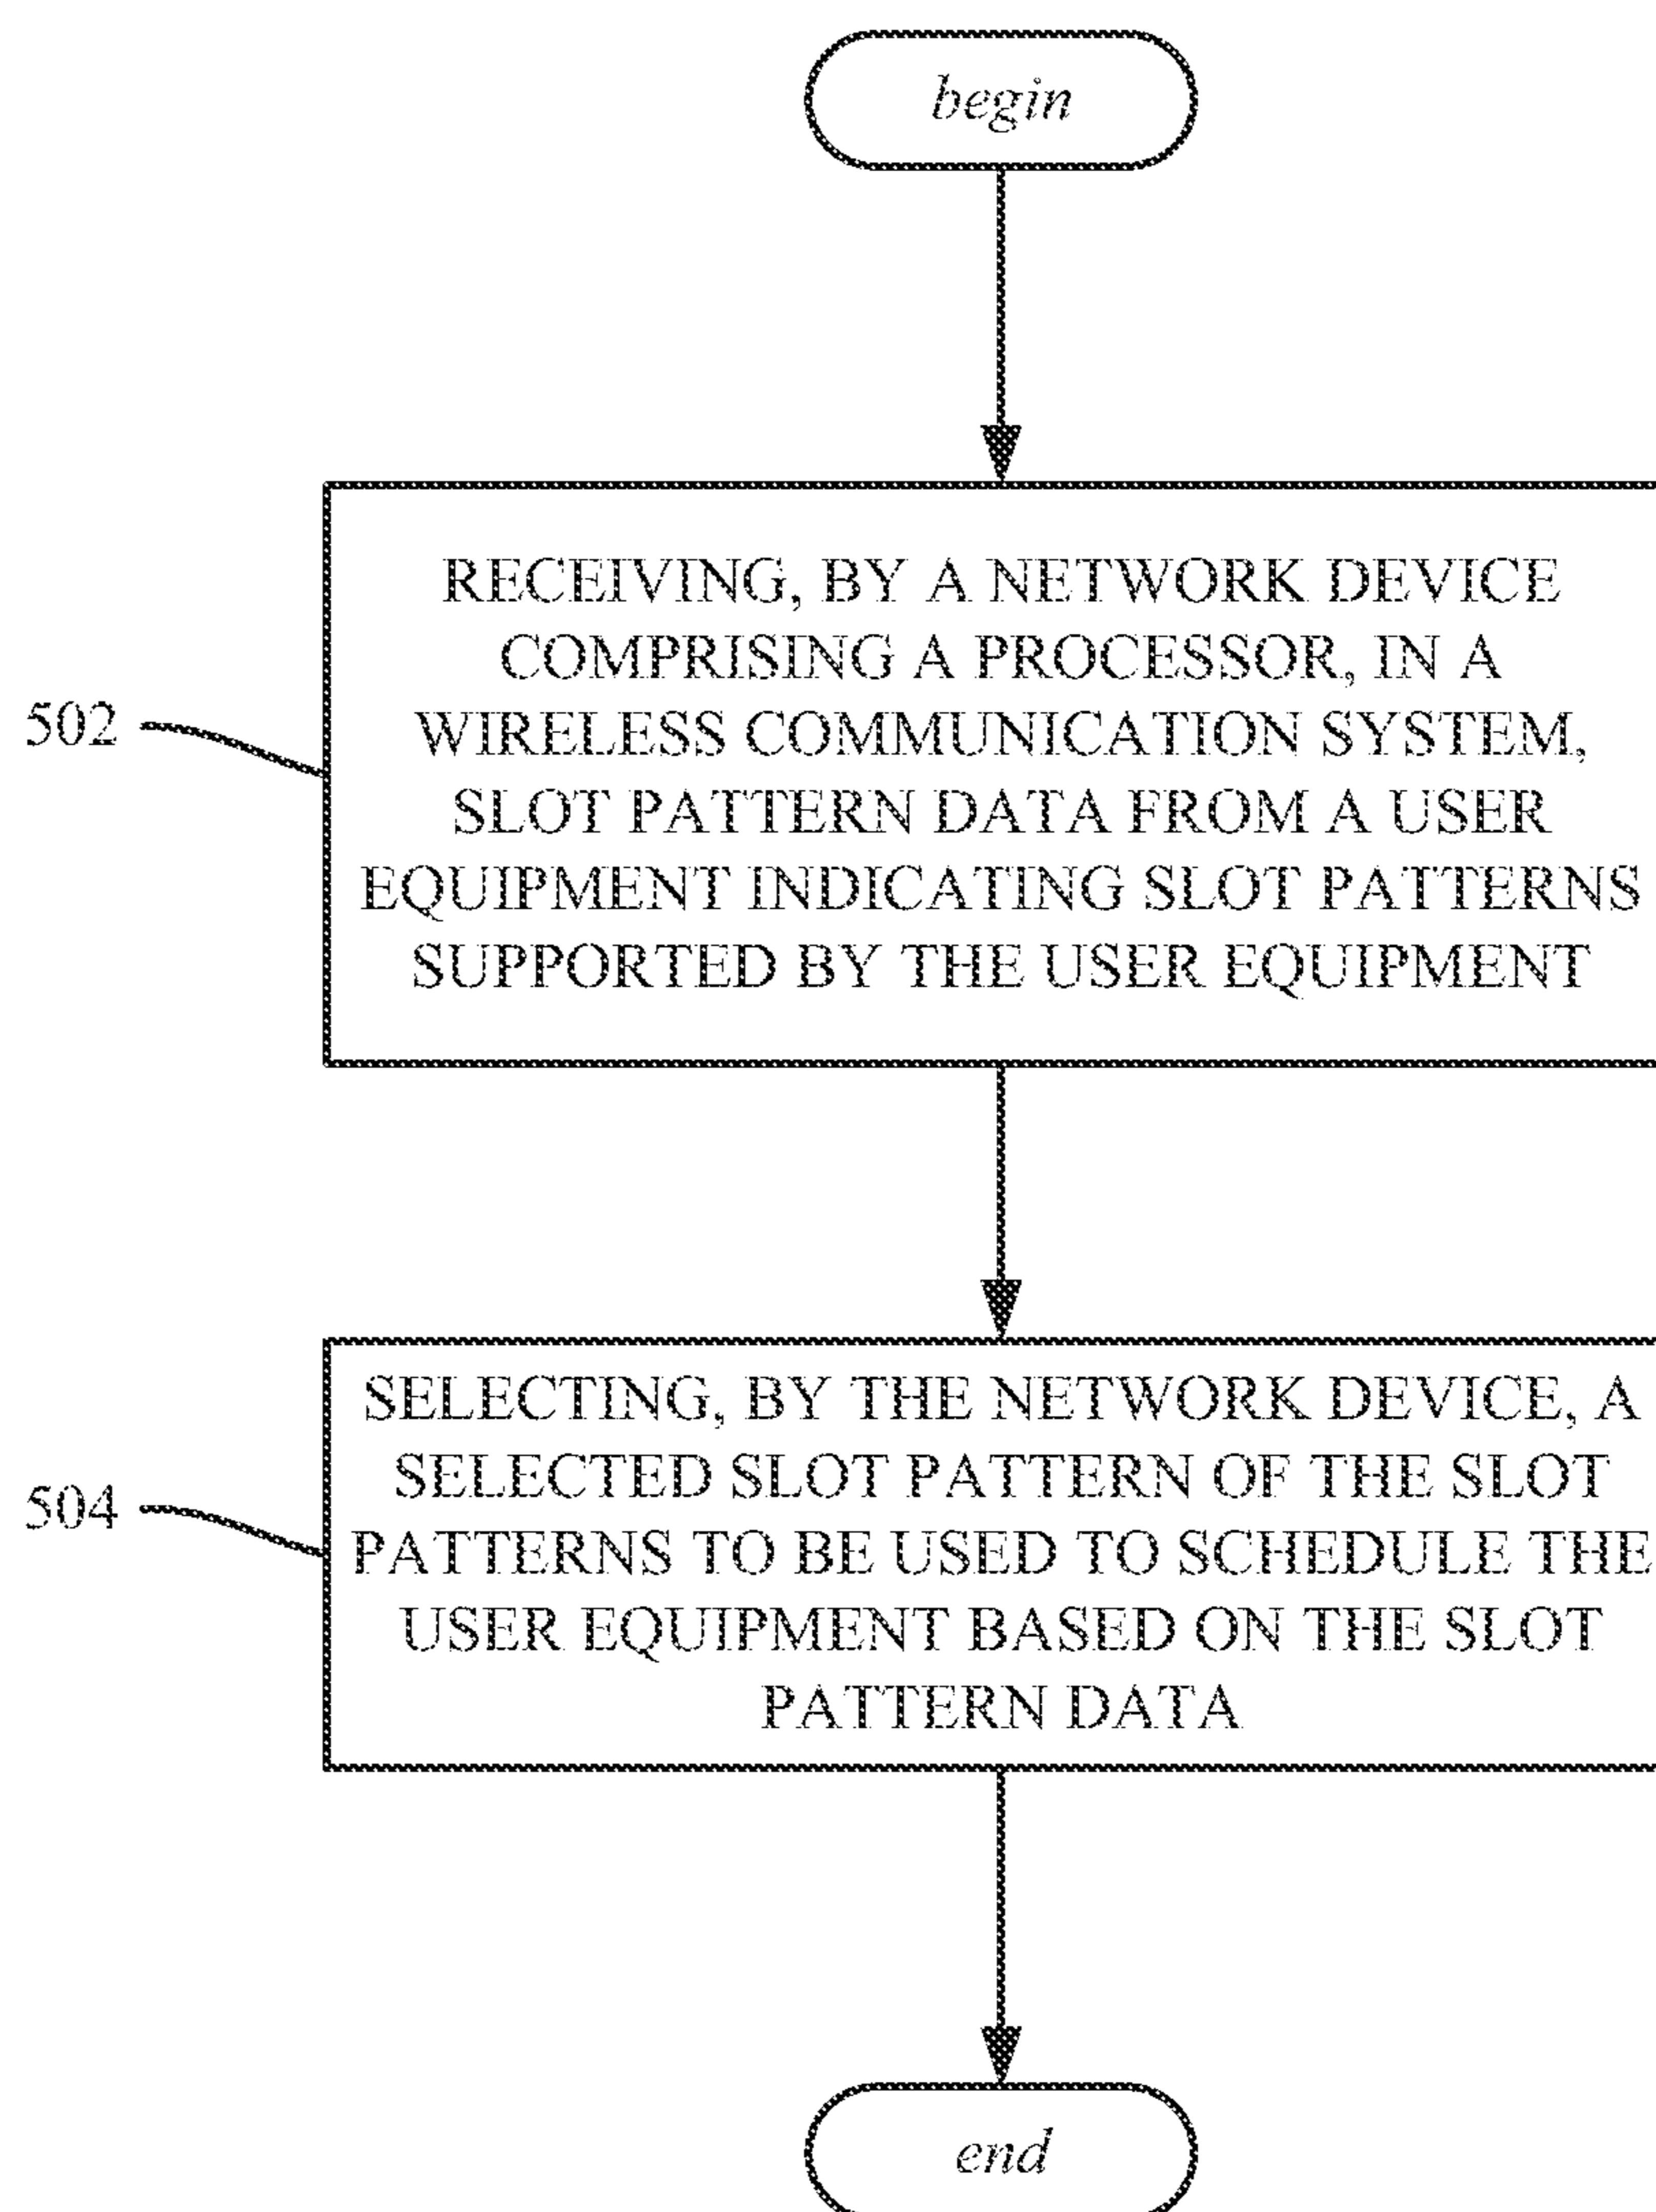 begin
RECEIVING, BY A NETWORK DEVICE
COMPRISING A PROCESSOR, IN A
WIRELESS COMMUNICATION SYSTEM,
SLOT PATTERN DATA FROM A USER
EQUIPMENT INDICATING SLOT PATTERNS
SUPPORTED BY THE USER EQUIPMENT
502
SELECTING, BY THE NETWORK DEVICE, A
SELECTED SLOT PATTERN OF THE SLOT
PATTERNS TO BE USED TO SCHEDULE THE
USER EQUIPMENT BASED ON THE SLOT
PATTERN DATA
504
end